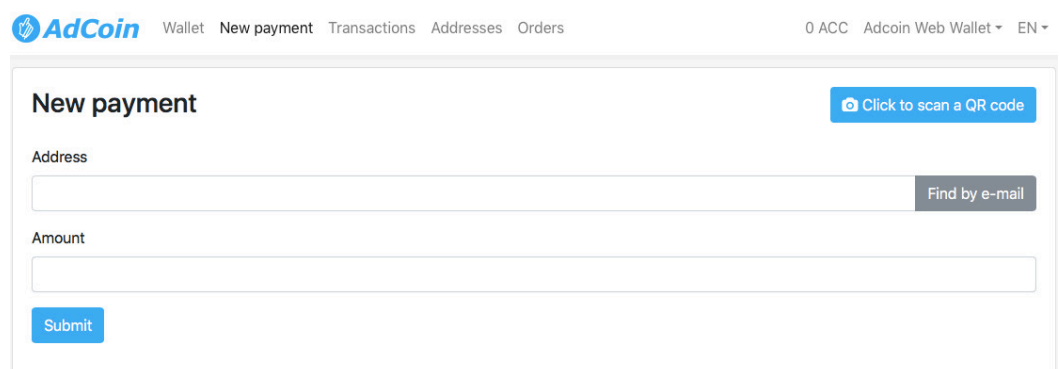 AdCoin Wallet New payment Transactions Addresses Orders 0 ACC Adcoin Web Wallet EN
New payment Click to scan a QR code
Address
Find by e-mail
Amount
Submit